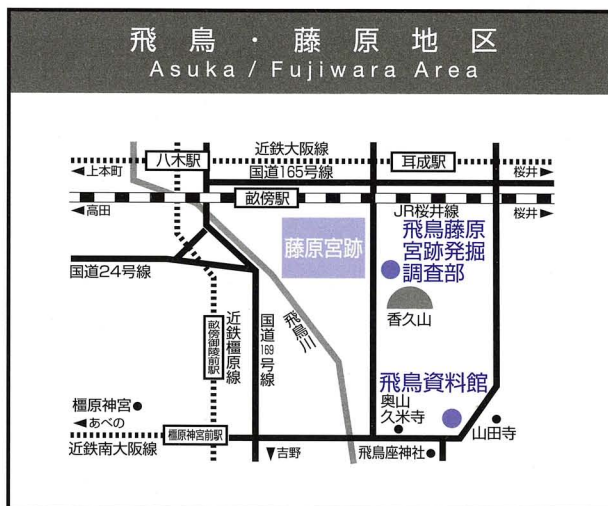 飛鳥・藤原地区
Asuka / Fujiwara Area
近鉄大阪線
八木駅
耳成駅
◀上本町
国道165号線
桜井▶
畝傍駅
◀高田
JR桜井線
桜井▶
藤原宮跡
飛鳥藤原
宮跡発掘
調査部
国道24号線
香久山
畝傍御陵前駅
近鉄橿原線
国道169号線
飛鳥川
飛鳥資料館
橿原神宮
奥山
久米寺
◀あべの
山田寺
橿原神宮前駅
近鉄南大阪線
▼吉野
飛鳥座神社